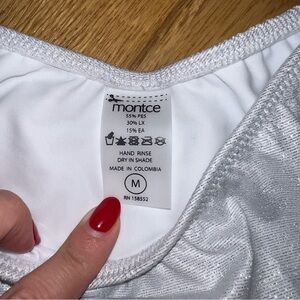 montce
55% PES
30% LX
15% EA
HAND RINSE
DRY IN SHADE
MADE IN COLOMBIA
M
RN 158552